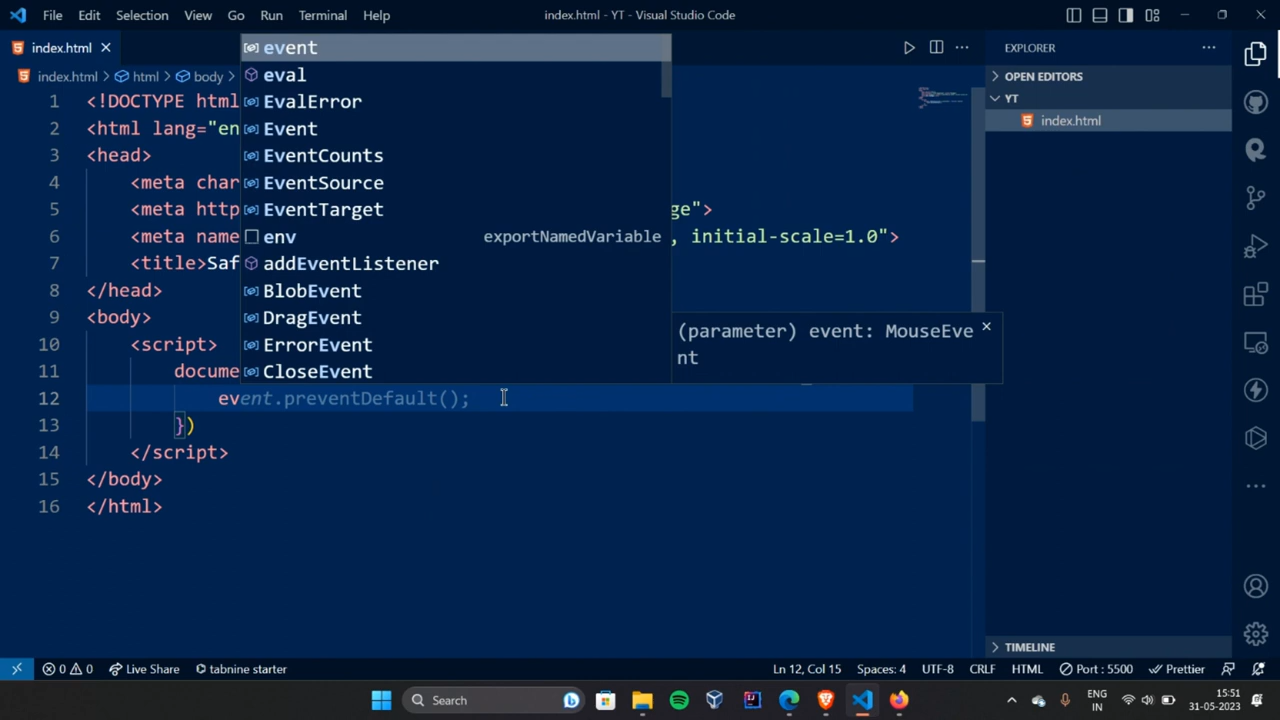 File Edit Selection View Go Run Terminal Help index.html - YT - Visual Studio Code
index.html
EXPLORER
index.html > html > body >
OPEN EDITORS
YT
index.html
event
eval
EvalError
Event
EventCounts
EventSource
EventTarget
env exportNamedVariable
addEventListener
BlobEvent
DragEvent
ErrorEvent
CloseEvent
(parameter) event: MouseEve
nt
1 <!DOCTYPE html
2 <html lang="en
3 <head>
4 <meta char
5 <meta http ge">
6 <meta name , initial-scale=1.0">
7 <title>Saf
8 </head>
9 <body>
10 <script>
11 docume
12 event.preventDefault();
13 })
14 </script>
15 </body>
16 </html>
TIMELINE
0 0 Live Share tabnine starter Ln 12, Col 15 Spaces: 4 UTF-8 CRLF HTML Port : 5500 Prettier
Search
ENG
IN
15:51
31-05-2023